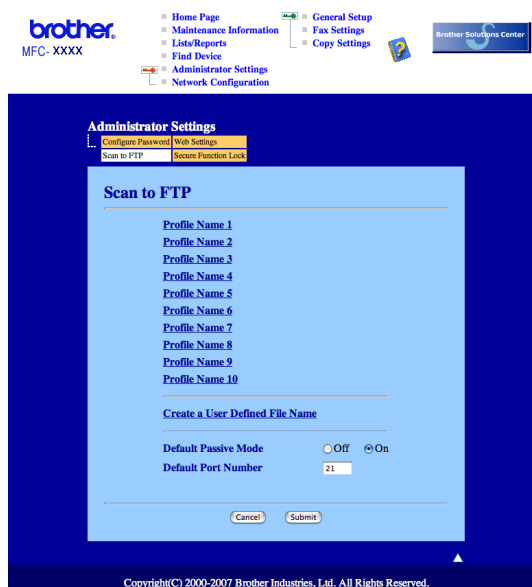 brother®
MFC- XXXX
Home Page
Maintenance Information
Lists/Reports
Find Device
Administrator Settings
Network Configuration
General Setup
Fax Settings
Copy Settings
Brother Solutions Center
Administrator Settings
Configure Password Web Settings
Scan to FTP Secure Function Lock
Scan to FTP
Profile Name 1
Profile Name 2
Profile Name 3
Profile Name 4
Profile Name 5
Profile Name 6
Profile Name 7
Profile Name 8
Profile Name 9
Profile Name 10
Create a User Defined File Name
Default Passive Mode Off On
Default Port Number 21
Cancel Submit
Copyright(C) 2000-2007 Brother Industries, Ltd. All Rights Reserved.